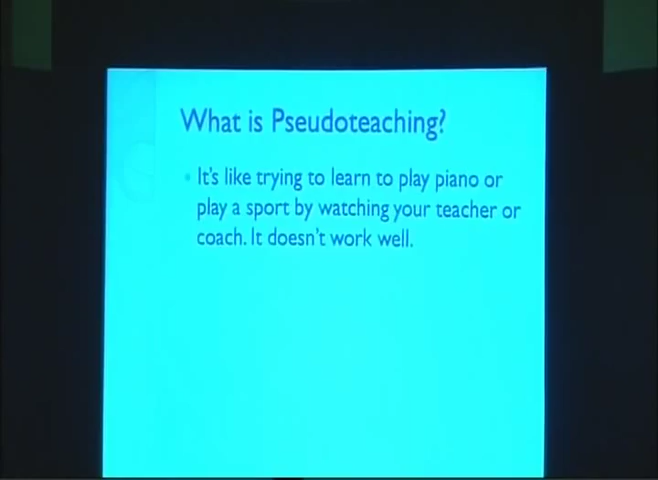 What is Pseudoteaching?
It's like trying to learn to play piano or
play a sport by watching your teacher or
coach. It doesn't work well.